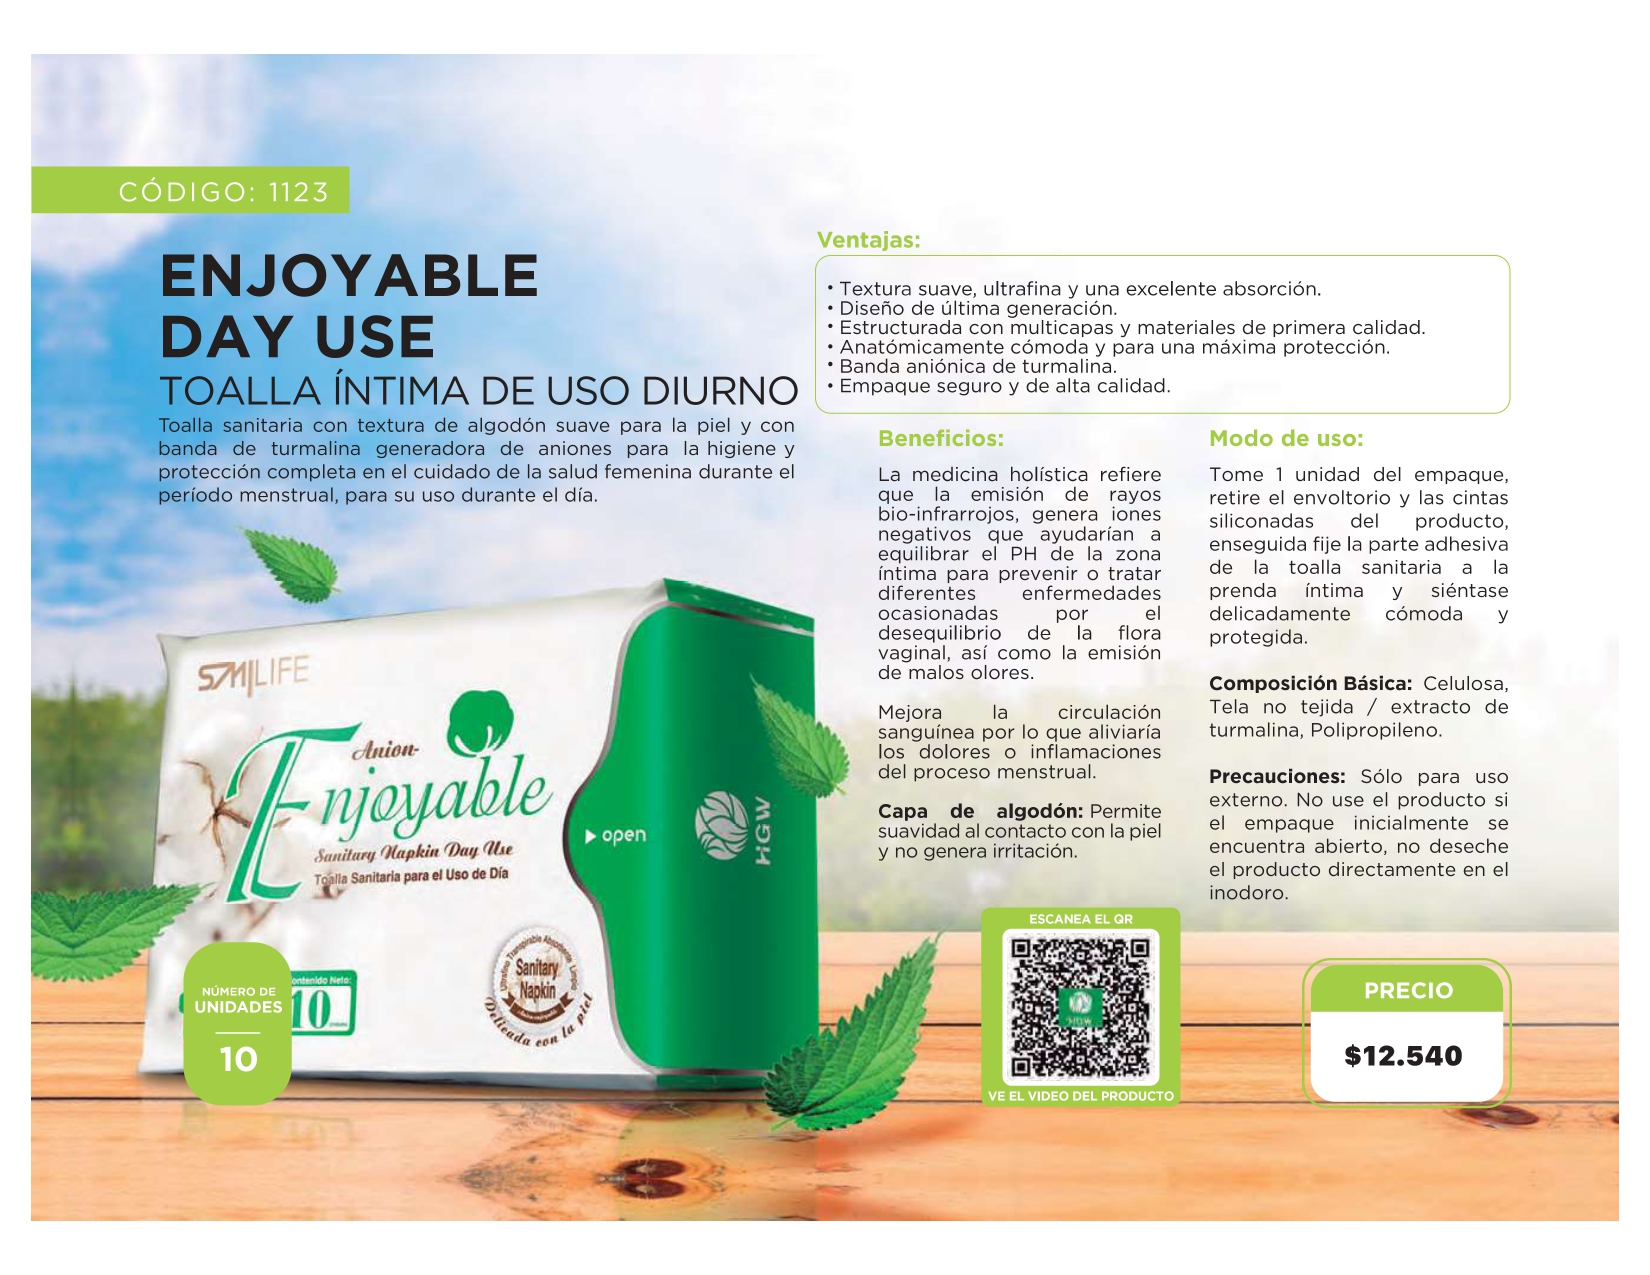 CÓDIGO: 1123
ENJOYABLE
DAY USE
TOALLA ÍNTIMA DE USO DIURNO
Toalla sanitaria con textura de algodón suave para la piel y con
banda de turmalina generadora de aniones para la higiene y
protección completa en el cuidado de la salud femenina durante el
período menstrual, para su uso durante el día.
Ventajas:
• Textura suave, ultrafina y una excelente absorción.
• Diseño de última generación.
• Estructurada con multicapas y materiales de primera calidad.
• Anatómicamente cómoda y para una máxima protección.
• Banda aniónica de turmalina.
• Empaque seguro y de alta calidad.
Beneficios:
La medicina holística refiere
que la emisión de rayos
bio-infrarrojos, genera iones
negativos que ayudarían a
equilibrar el PH de la zona
íntima para prevenir o tratar
diferentes enfermedades
ocasionadas por el
desequilibrio de la flora
vaginal, así como la emisión
de malos olores.
Mejora la circulación
sanguínea por lo que aliviaría
los dolores o inflamaciones
del proceso menstrual.
Capa de algodón: Permite
suavidad al contacto con la piel
y no genera irritación.
Modo de uso:
Tome 1 unidad del empaque,
retire el envoltorio y las cintas
siliconadas del producto,
enseguida fije la parte adhesiva
de la toalla sanitaria a la
prenda íntima y siéntase
delicadamente cómoda y
protegida.
Composición Básica: Celulosa,
Tela no tejida / extracto de
turmalina, Polipropileno.
Precauciones: Sólo para uso
externo. No use el producto si
el empaque inicialmente se
encuentra abierto, no deseche
el producto directamente en el
inodoro.
SMILIFE
Anion-
Enjoyable
Sanitary Napkin Day Use
Toalla Sanitaria para el Uso de Día
open
HGW
Ultrafino Transpirable Absorbente Limpio
Sanitary
Napkin
Delicada con la piel
ontenido Neto:
10
NÚMERO DE
UNIDADES
10
ESCANEA EL QR
HGW
VE EL VIDEO DEL PRODUCTO
PRECIO
$12.540